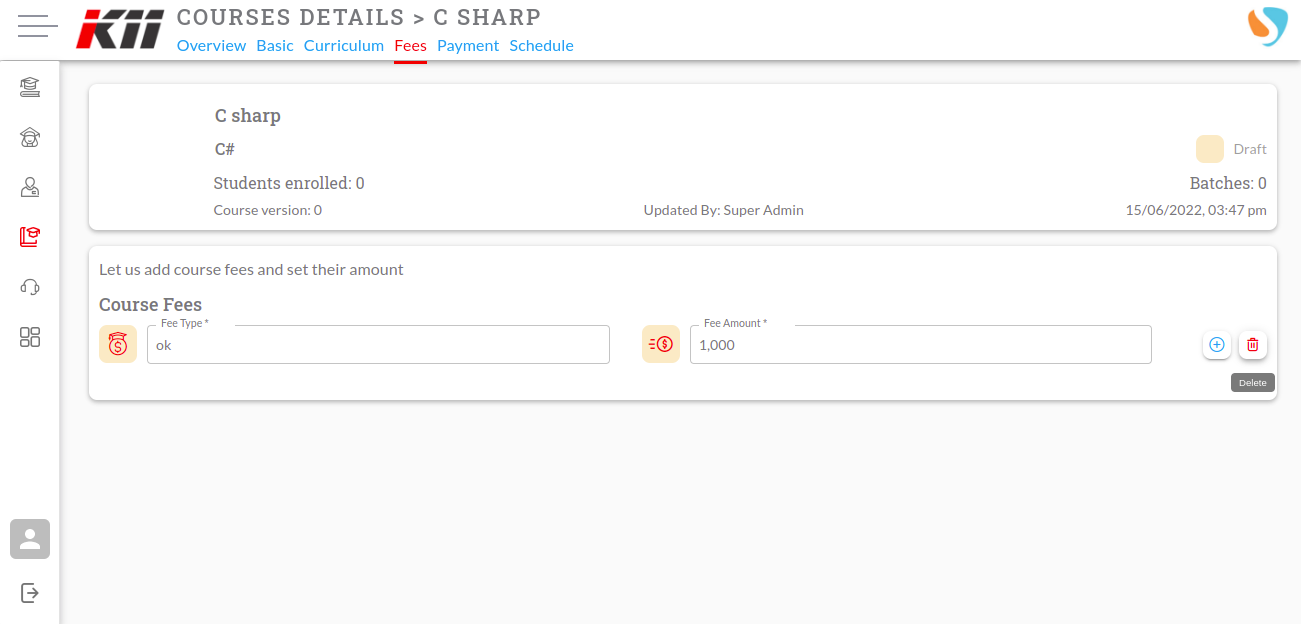 KII
COURSES DETAILS > C SHARP
Overview Basic Curriculum Fees Payment Schedule
C sharp
C#
Draft
Students enrolled: 0
Batches: 0
Course version: 0
Updated By: Super Admin
15/06/2022, 03:47 pm
Let us add course fees and set their amount
Course Fees
Fee Type *
ok
Fee Amount *
1,000
Delete